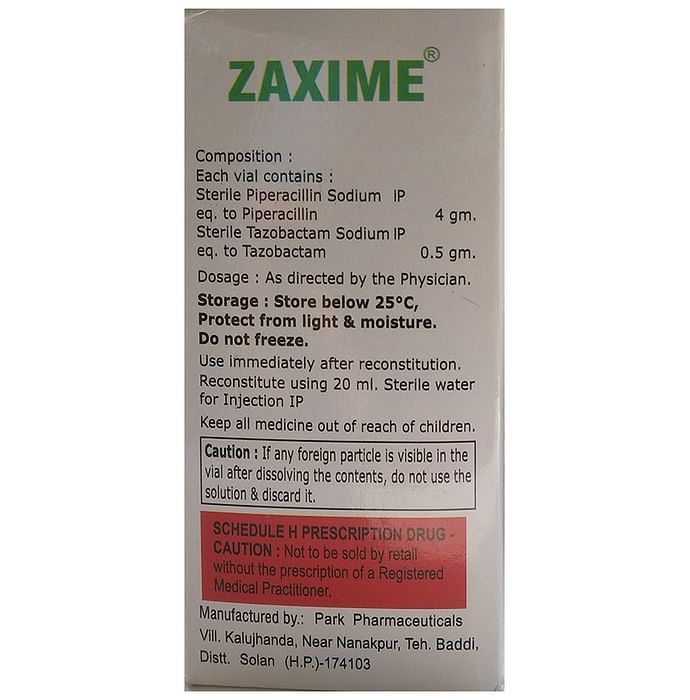 ZAXIME®
Composition :
Each vial contains :
Sterile Piperacillin Sodium IP
eq. to Piperacillin 4 gm.
Sterile Tazobactam Sodium IP
eq. to Tazobactam 0.5 gm.
Dosage : As directed by the Physician.
Storage : Store below 25°C,
Protect from light & moisture.
Do not freeze.
Use immediately after reconstitution.
Reconstitute using 20 ml. Sterile water
for Injection IP
Keep all medicine out of reach of children.
Caution : If any foreign particle is visible in the
vial after dissolving the contents, do not use the
solution & discard it.
SCHEDULE H PRESCRIPTION DRUG -
CAUTION : Not to be sold by retail
without the prescription of a Registered
Medical Practitioner.
Manufactured by.: Park Pharmaceuticals
Vill. Kalujhanda, Near Nanakpur, Teh. Baddi,
Distt. Solan (H.P.)-174103